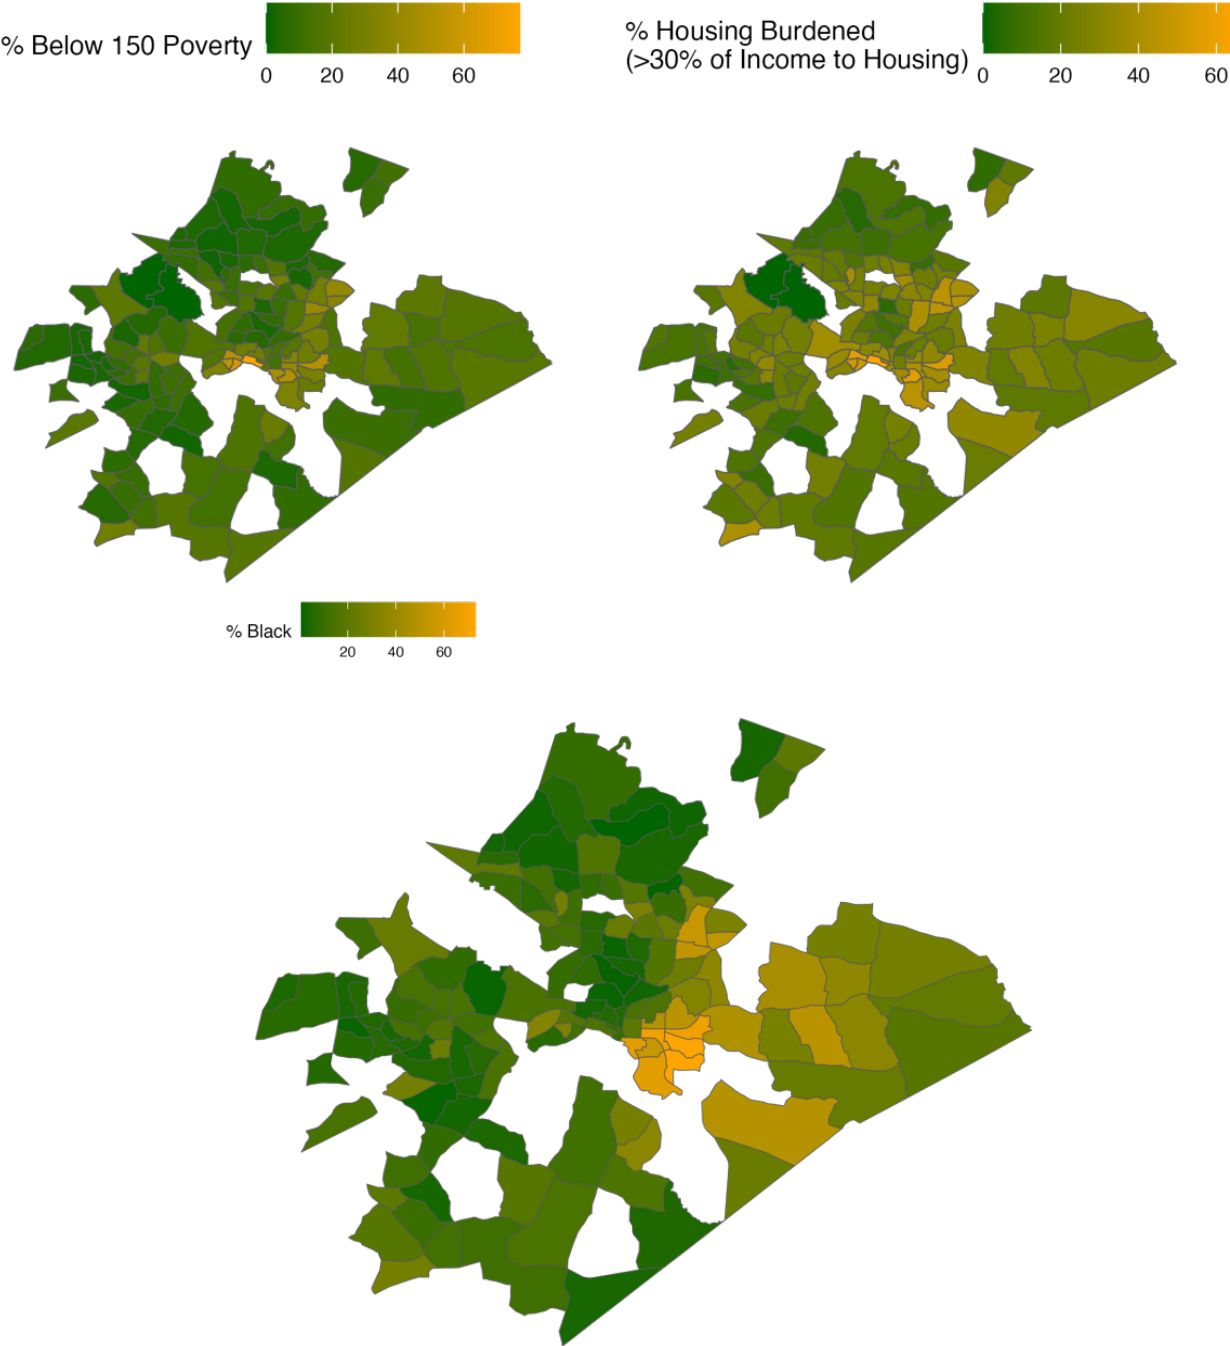 % Below 150 Poverty
0 20 40 60
% Housing Burdened
(>30% of Income to Housing)
0 20 40 60
% Black
20 40 60